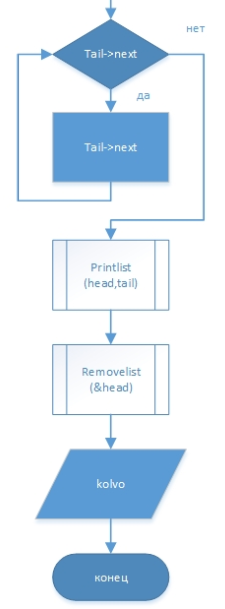 нет
Tail->next
да
Tail->next
Printlist
(head,tail)
Removelist
(&head)
kolvo
конец